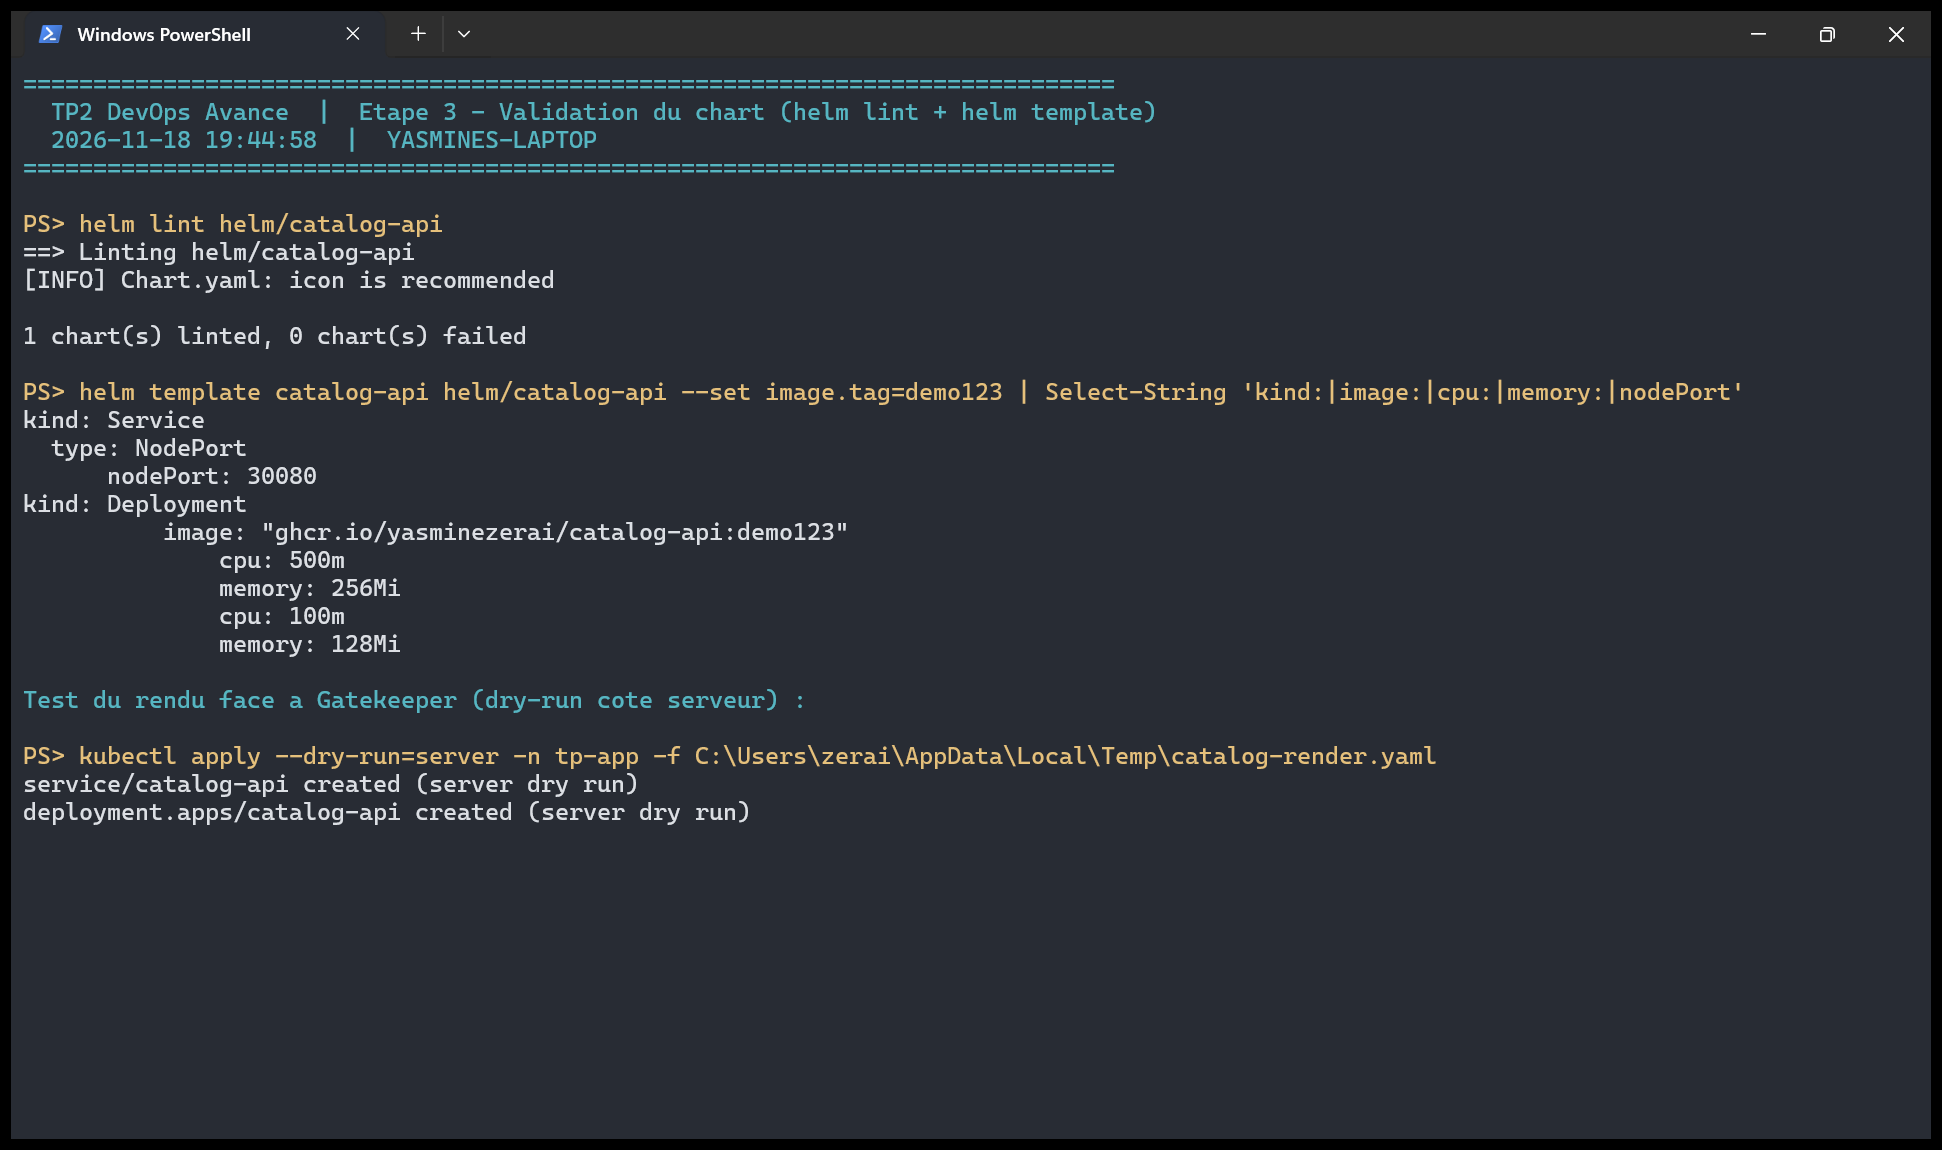 Windows PowerShell
==============================================================================
  TP2 DevOps Avance  |  Etape 3 - Validation du chart (helm lint + helm template)
  2026-11-18 19:44:58  |  YASMINES-LAPTOP
==============================================================================
PS> helm lint helm/catalog-api
==> Linting helm/catalog-api
[INFO] Chart.yaml: icon is recommended
1 chart(s) linted, 0 chart(s) failed
PS> helm template catalog-api helm/catalog-api --set image.tag=demo123 | Select-String 'kind:|image:|cpu:|memory:|nodePort'
kind: Service
  type: NodePort
      nodePort: 30080
kind: Deployment
          image: "ghcr.io/yasminezerai/catalog-api:demo123"
              cpu: 500m
              memory: 256Mi
              cpu: 100m
              memory: 128Mi
Test du rendu face a Gatekeeper (dry-run cote serveur) :
PS> kubectl apply --dry-run=server -n tp-app -f C:\Users\zerai\AppData\Local\Temp\catalog-render.yaml
service/catalog-api created (server dry run)
deployment.apps/catalog-api created (server dry run)